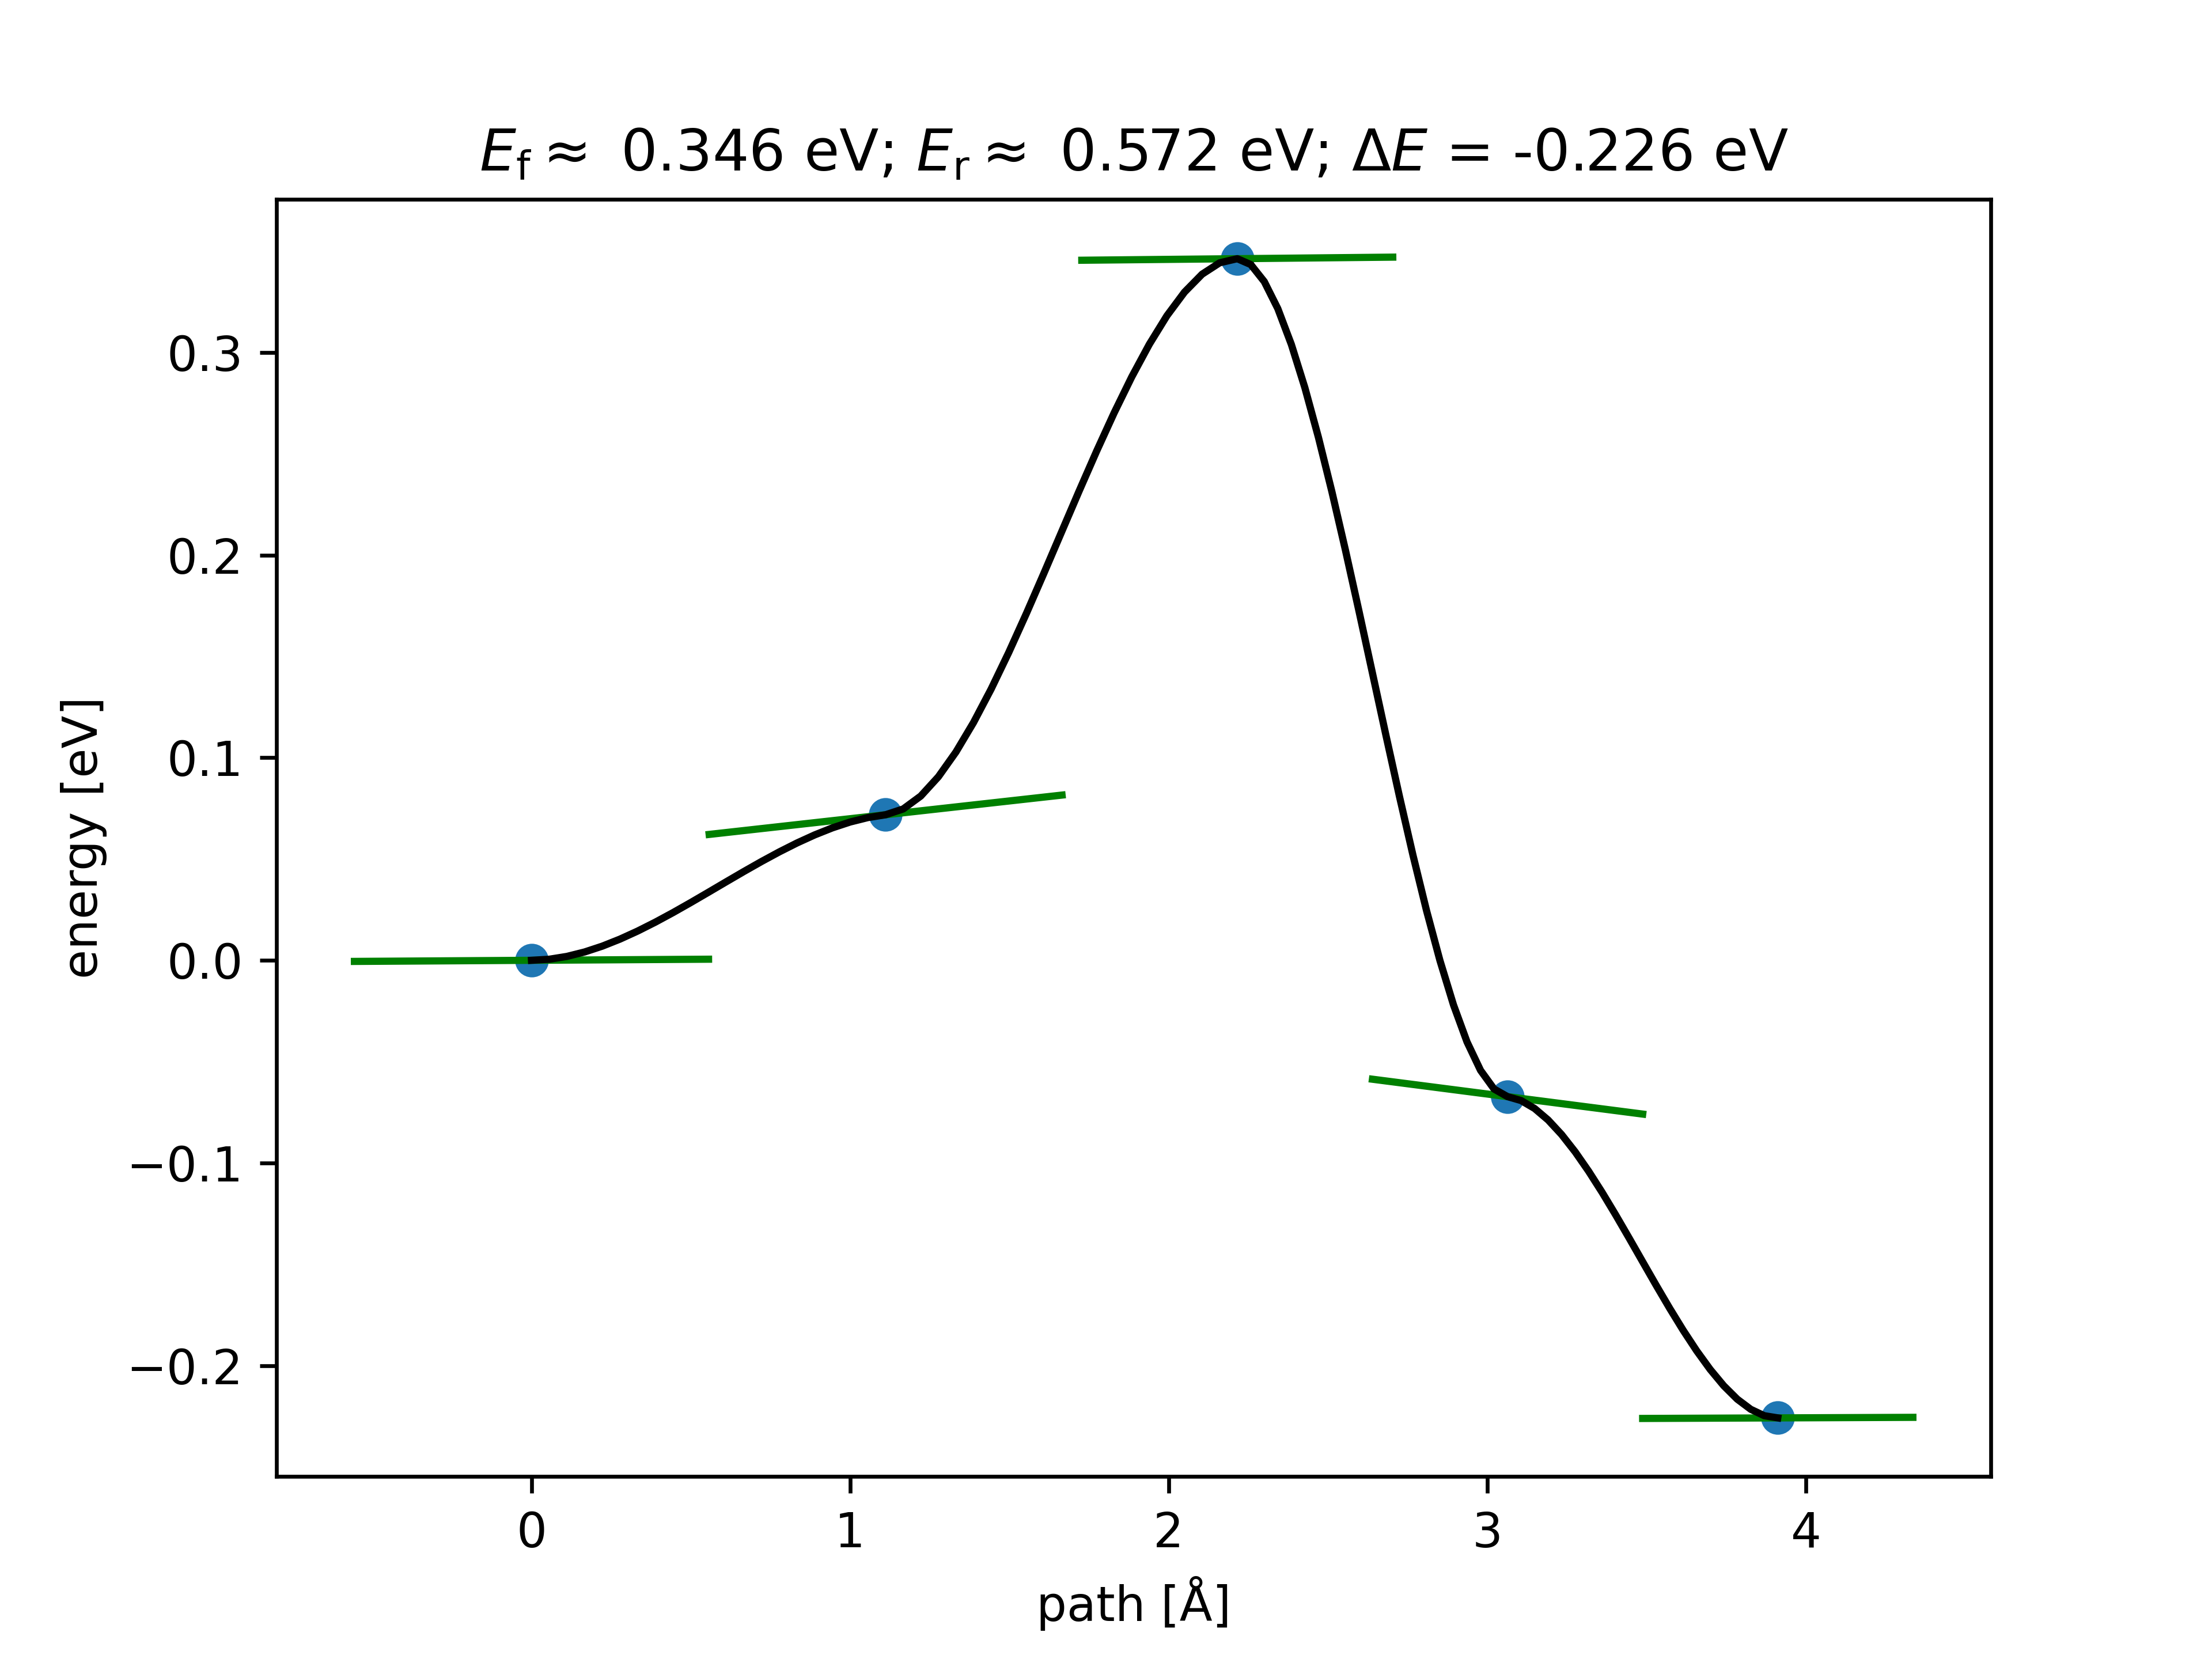 E_f ≈ 0.346 eV; E_r ≈ 0.572 eV; ΔE = -0.226 eV
energy [eV]
0.3
0.2
0.1
0.0
−0.1
−0.2
0 1 2 3 4
path [Å]